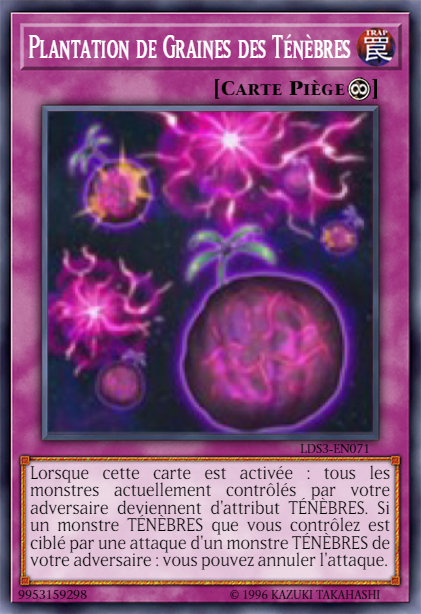 Plantation de Graines des Ténèbres
TRAP
罠
[Carte Piège♾]
LDS3-EN071
Lorsque cette carte est activée : tous les
monstres actuellement contrôlés par votre
adversaire deviennent d'attribut TÉNÈBRES. Si
un monstre TÉNÈBRES que vous contrôlez est
ciblé par une attaque d'un monstre TÉNÈBRES de
votre adversaire : vous pouvez annuler l'attaque.
9953159298 © 1996 KAZUKI TAKAHASHI